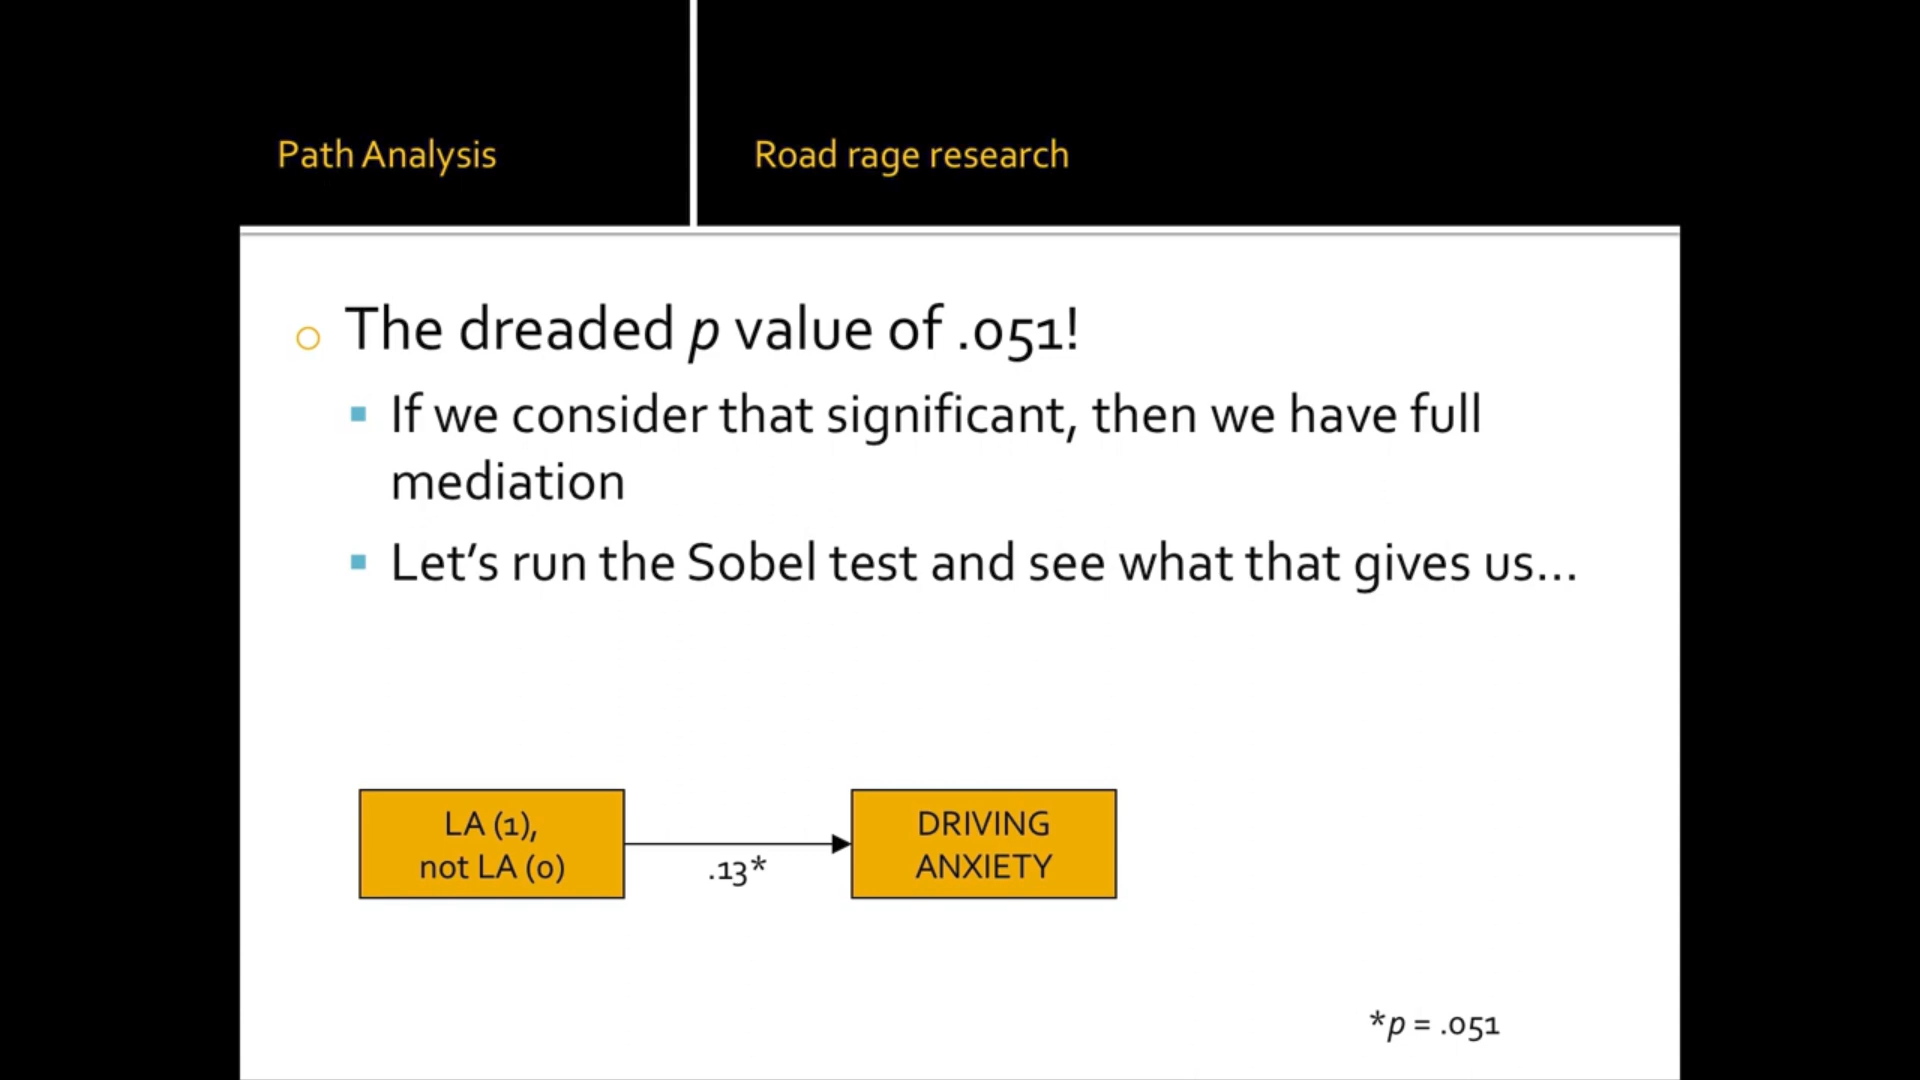 Path Analysis
Road rage research
The dreaded p value of .051!
If we consider that significant, then we have full
mediation
Let's run the Sobel test and see what that gives us...
LA (1),
not LA (0)
.13*
DRIVING
ANXIETY
*p = .051